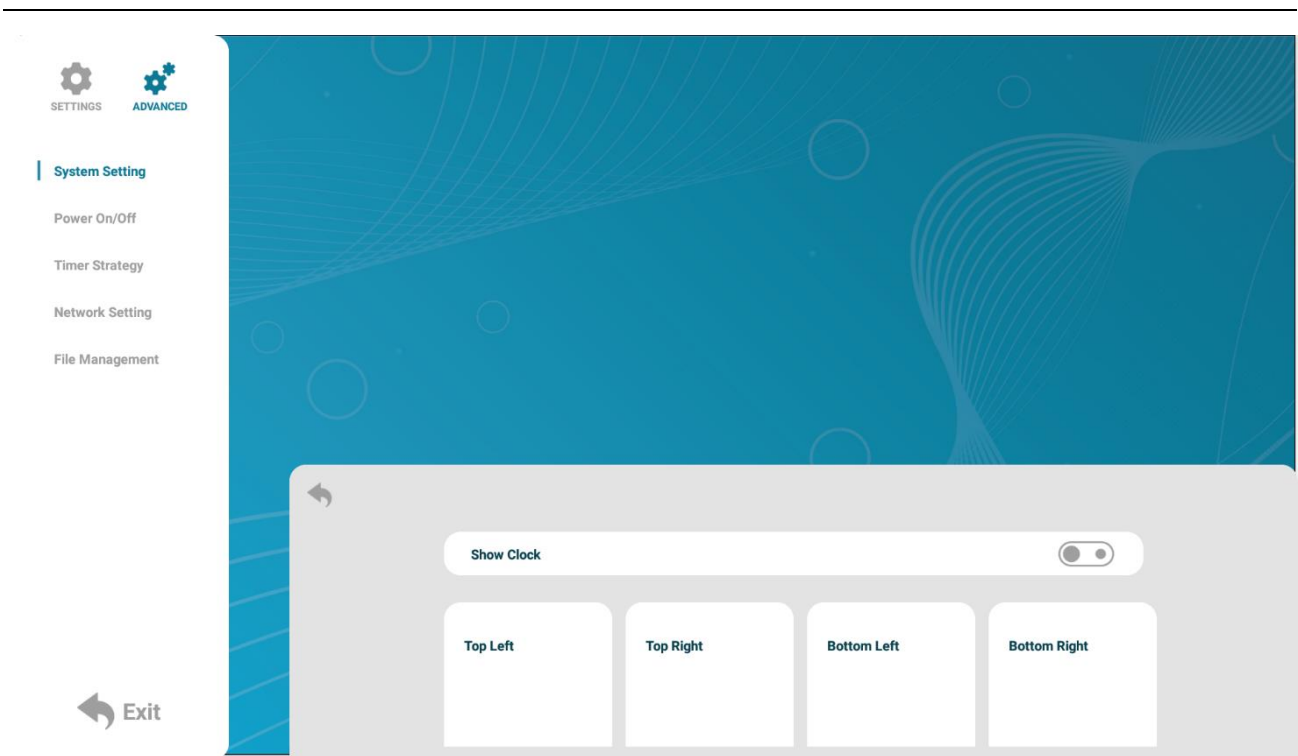 SETTINGS ADVANCED
System Setting
Power On/Off
Timer Strategy
Network Setting
File Management
Show Clock
Top Left Top Right Bottom Left Bottom Right
Exit